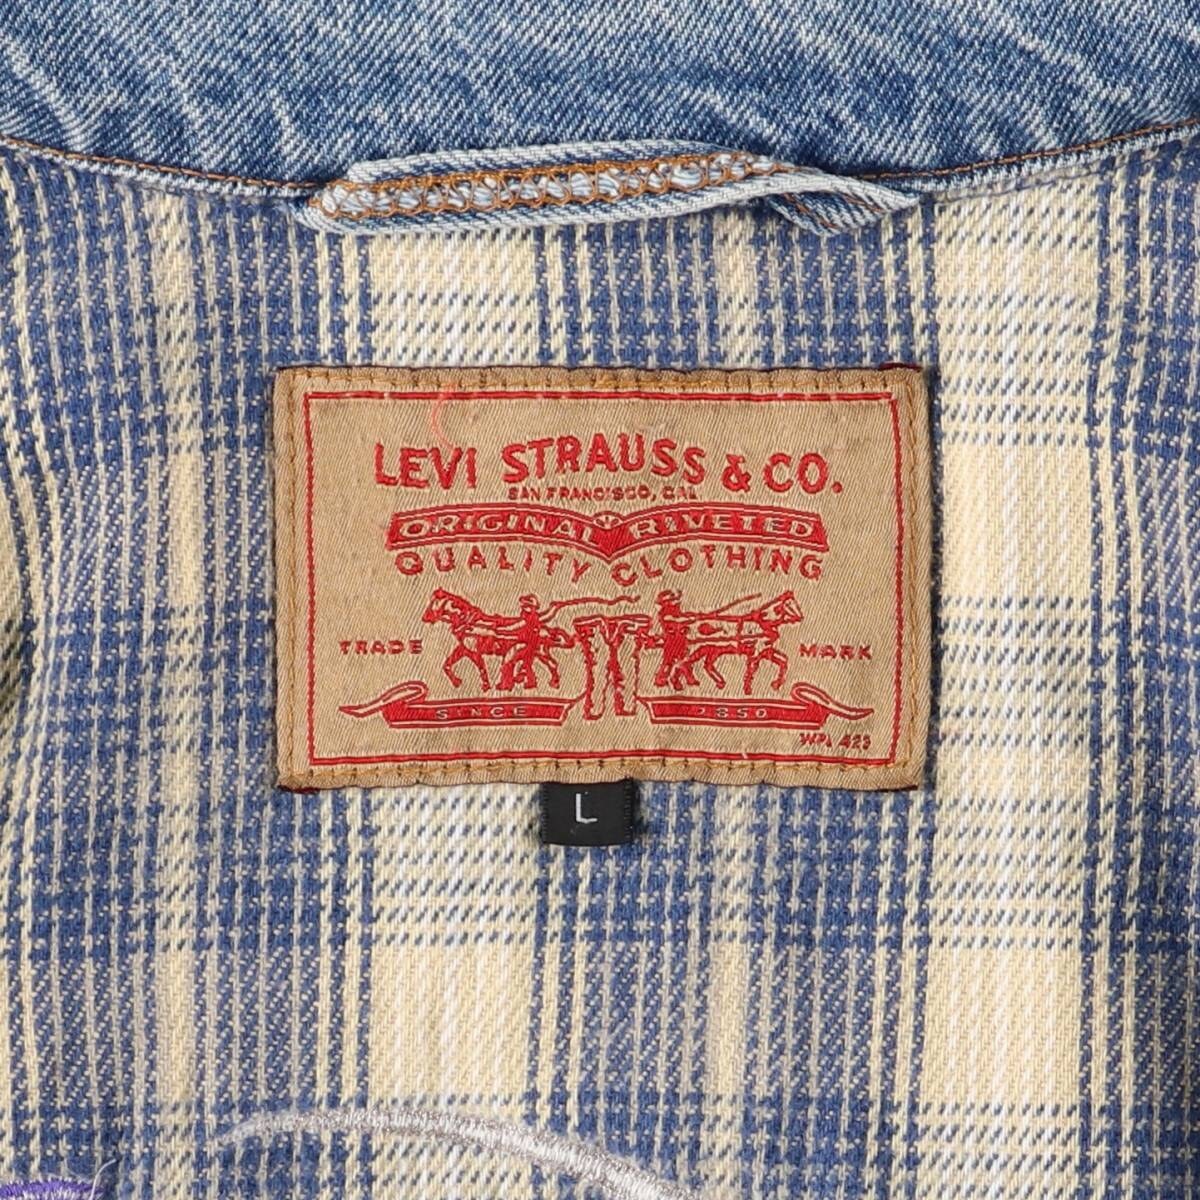 LEVI STRAUSS & CO.
SAN FRANCISCO, CAL
ORIGINAL RIVETED
QUALITY CLOTHING
TRADE MARK
SINCE 1850
WPL 423
L